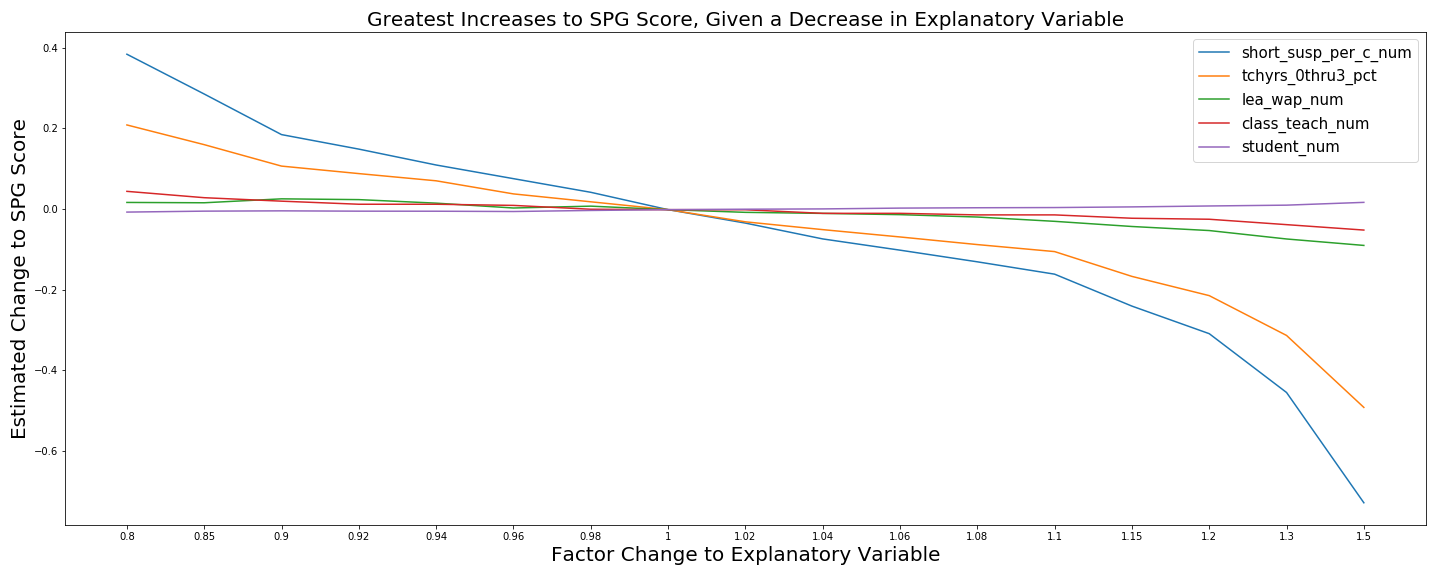 Greatest Increases to SPG Score, Given a Decrease in Explanatory Variable
Estimated Change to SPG Score
0.4
0.2
0.0
−0.2
−0.4
−0.6
short_susp_per_c_num
tchyrs_0thru3_pct
lea_wap_num
class_teach_num
student_num
0.8 0.85 0.9 0.92 0.94 0.96 0.98 1 1.02 1.04 1.06 1.08 1.1 1.15 1.2 1.3 1.5
Factor Change to Explanatory Variable